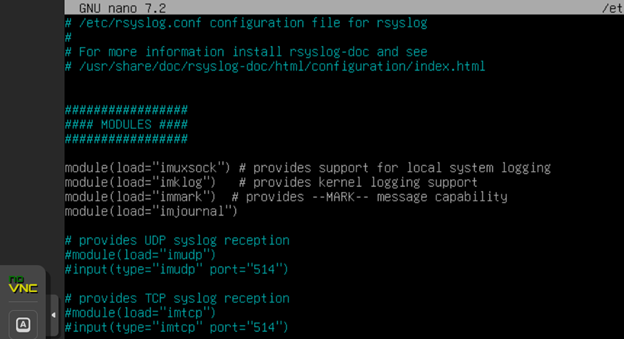 GNU nano 7.2 /et
# /etc/rsyslog.conf configuration file for rsyslog
#
# For more information install rsyslog-doc and see
# /usr/share/doc/rsyslog-doc/html/configuration/index.html
#################
#### MODULES ####
#################
module(load="imuxsock") # provides support for local system logging
module(load="imklog")   # provides kernel logging support
module(load="immark")  # provides --MARK-- message capability
module(load="imjournal")
# provides UDP syslog reception
#module(load="imudp")
#input(type="imudp" port="514")
# provides TCP syslog reception
#module(load="imtcp")
#input(type="imtcp" port="514")
no
VNC
A